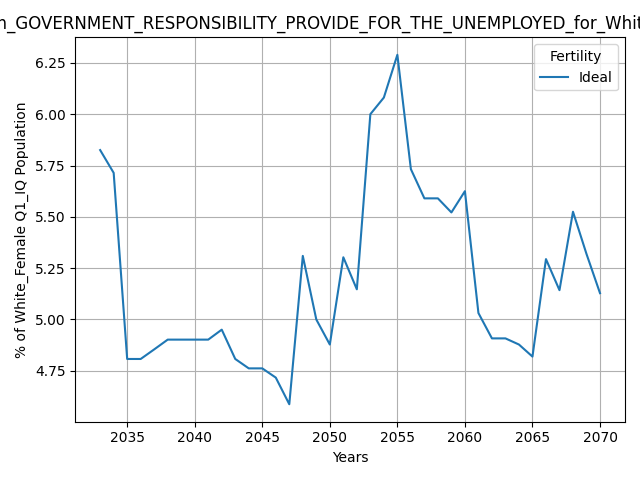 GOVERNMENT_RESPONSIBILITY_PROVIDE_FOR_THE_UNEMPLOYED_for_Whit
Fertility
Ideal
6.25
6.00
5.75
5.50
5.25
5.00
4.75
% of White_Female Q1_IQ Population
2035 2040 2045 2050 2055 2060 2065 2070
Years